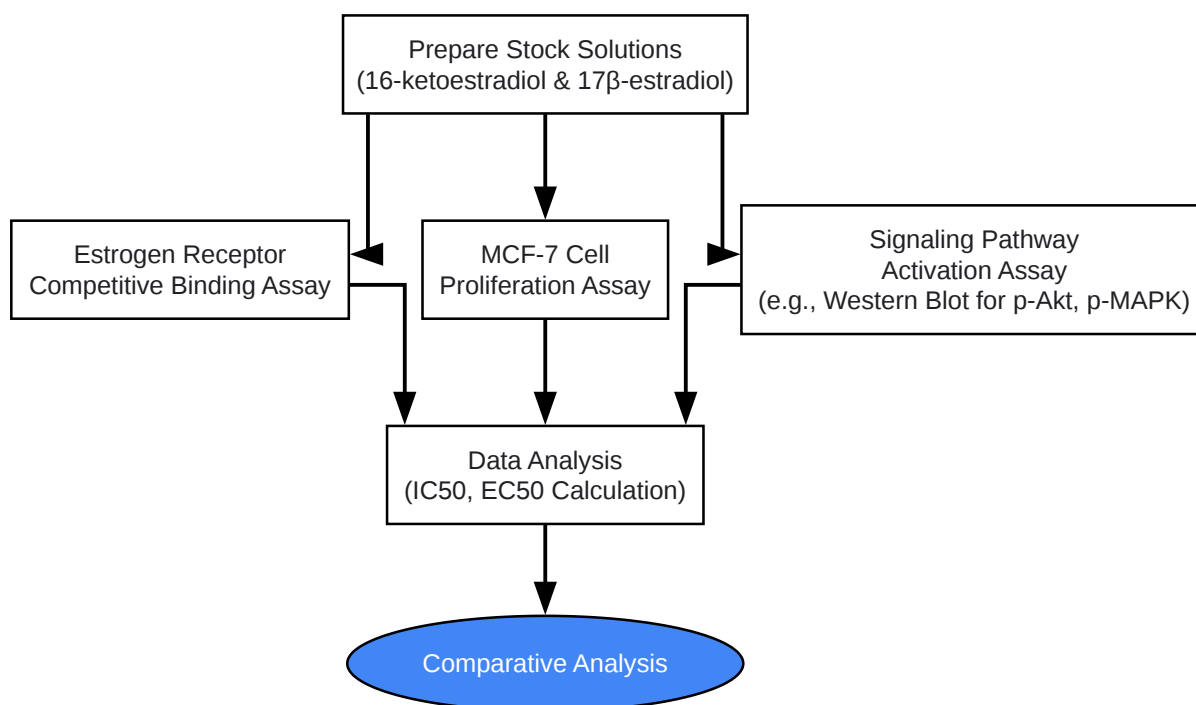 Prepare Stock Solutions
(16-ketoestradiol & 17β-estradiol)
Estrogen Receptor
Competitive Binding Assay
MCF-7 Cell
Proliferation Assay
Signaling Pathway
Activation Assay
(e.g., Western Blot for p-Akt, p-MAPK)
Data Analysis
(IC50, EC50 Calculation)
Comparative Analysis